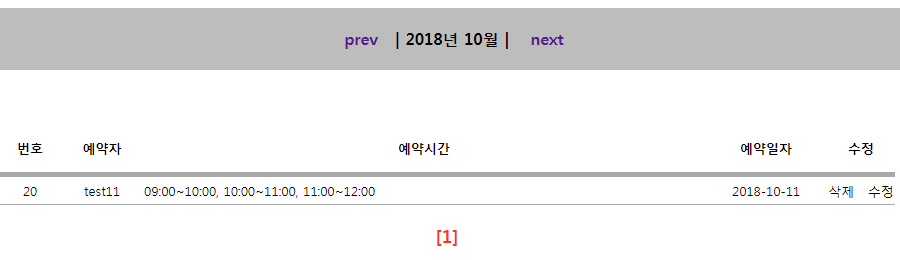 prev | 2018년 10월 | next
번호 예약자 예약시간 예약일자 수정
20 test11 09:00~10:00, 10:00~11:00, 11:00~12:00 2018-10-11 삭제 수정
[1]